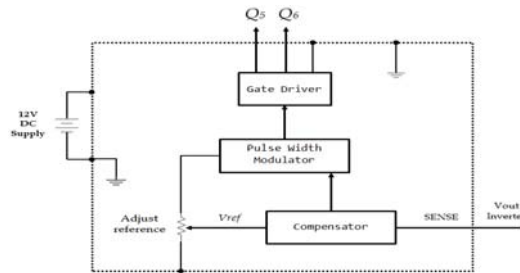 Q5 Q6
Gate Driver
12V
DC
Supply
Pulse Width
Modulator
Adjust
reference
Vref
Compensator
SENSE
Vout
Inverte